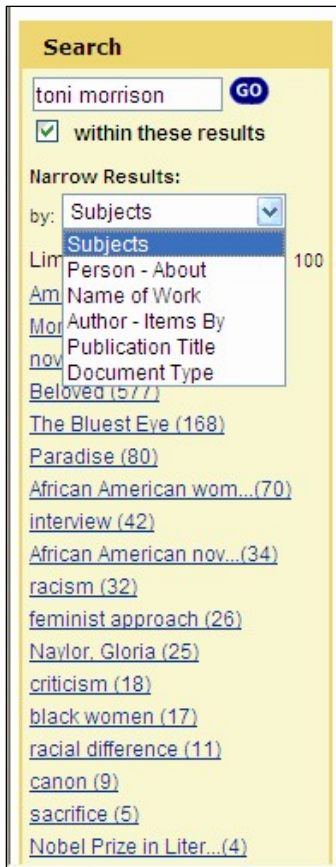 Search
toni morrison GO
within these results
Narrow Results:
by: Subjects
Subjects
Lim 100
Person - About
Am
Name of Work
Mor
Author - Items By
nov
Publication Title
Document Type
Beloved (577)
The Bluest Eye (168)
Paradise (80)
African American wom...(70)
interview (42)
African American nov...(34)
racism (32)
feminist approach (26)
Naylor, Gloria (25)
criticism (18)
black women (17)
racial difference (11)
canon (9)
sacrifice (5)
Nobel Prize in Liter...(4)